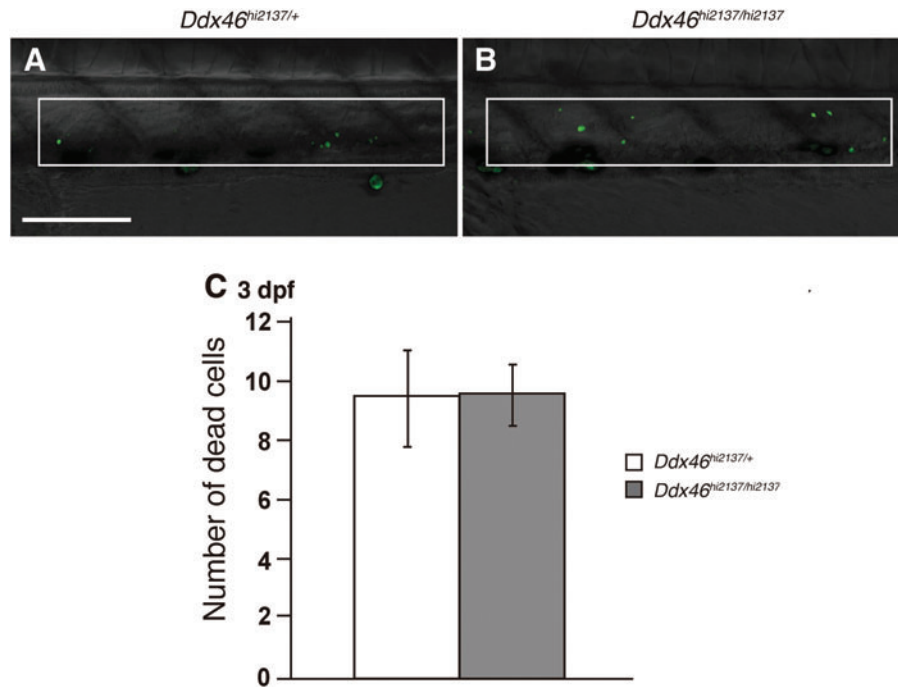 Ddx46hi2137/+
Ddx46hi2137/hi2137
A
B
C 3 dpf
Number of dead cells
12
10
8
6
4
2
0
Ddx46hi2137/+
Ddx46hi2137/hi2137